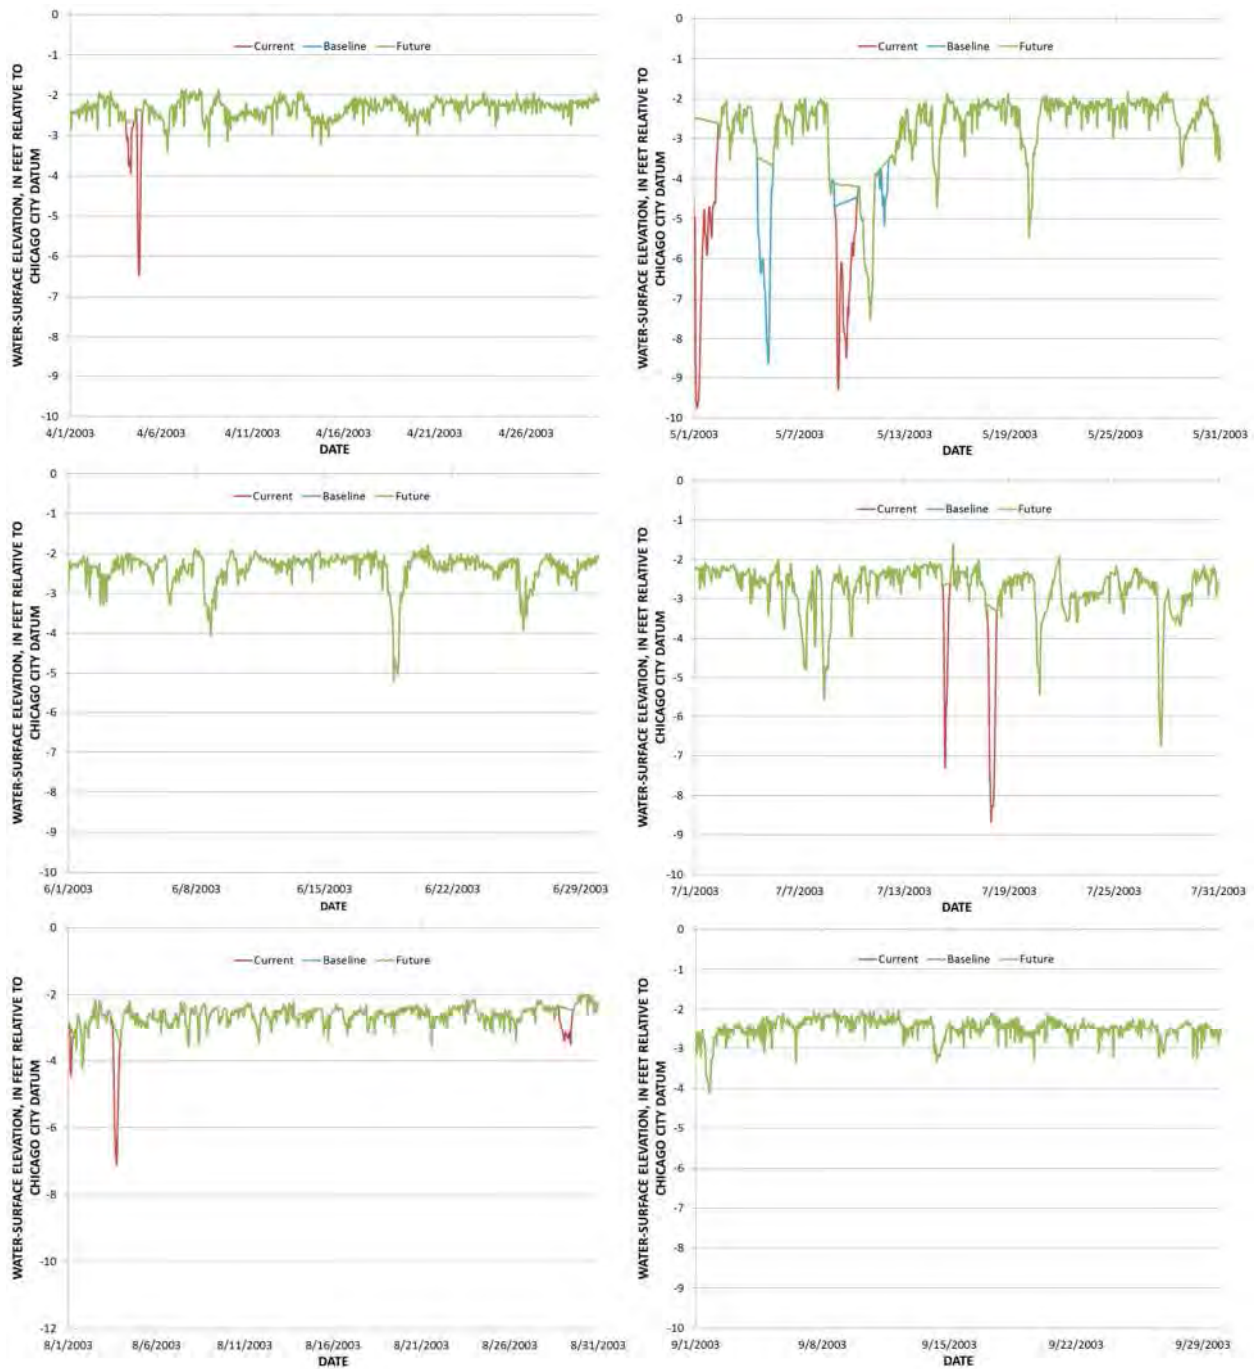 WATER-SURFACE ELEVATION, IN FEET RELATIVE TO
CHICAGO CITY DATUM
0
-1
-2
-3
-4
-5
-6
-7
-8
-9
-10
Current Baseline Future
4/1/2003 4/6/2003 4/11/2003 4/16/2003 4/21/2003 4/26/2003
DATE
WATER-SURFACE ELEVATION, IN FEET RELATIVE TO
CHICAGO CITY DATUM
0
-1
-2
-3
-4
-5
-6
-7
-8
-9
-10
Current Baseline Future
5/1/2003 5/7/2003 5/13/2003 5/19/2003 5/25/2003 5/31/2003
DATE
WATER-SURFACE ELEVATION, IN FEET RELATIVE TO
CHICAGO CITY DATUM
0
-1
-2
-3
-4
-5
-6
-7
-8
-9
-10
Current Baseline Future
6/1/2003 6/8/2003 6/15/2003 6/22/2003 6/29/2003
DATE
WATER-SURFACE ELEVATION, IN FEET RELATIVE TO
CHICAGO CITY DATUM
0
-1
-2
-3
-4
-5
-6
-7
-8
-9
-10
Current Baseline Future
7/1/2003 7/7/2003 7/13/2003 7/19/2003 7/25/2003 7/31/2003
DATE
WATER-SURFACE ELEVATION, IN FEET RELATIVE TO
CHICAGO CITY DATUM
0
-2
-4
-6
-8
-10
-12
Current Baseline Future
8/1/2003 8/6/2003 8/11/2003 8/16/2003 8/21/2003 8/26/2003 8/31/2003
DATE
WATER-SURFACE ELEVATION, IN FEET RELATIVE TO
CHICAGO CITY DATUM
0
-1
-2
-3
-4
-5
-6
-7
-8
-9
-10
Current Baseline Future
9/1/2003 9/8/2003 9/15/2003 9/22/2003 9/29/2003
DATE